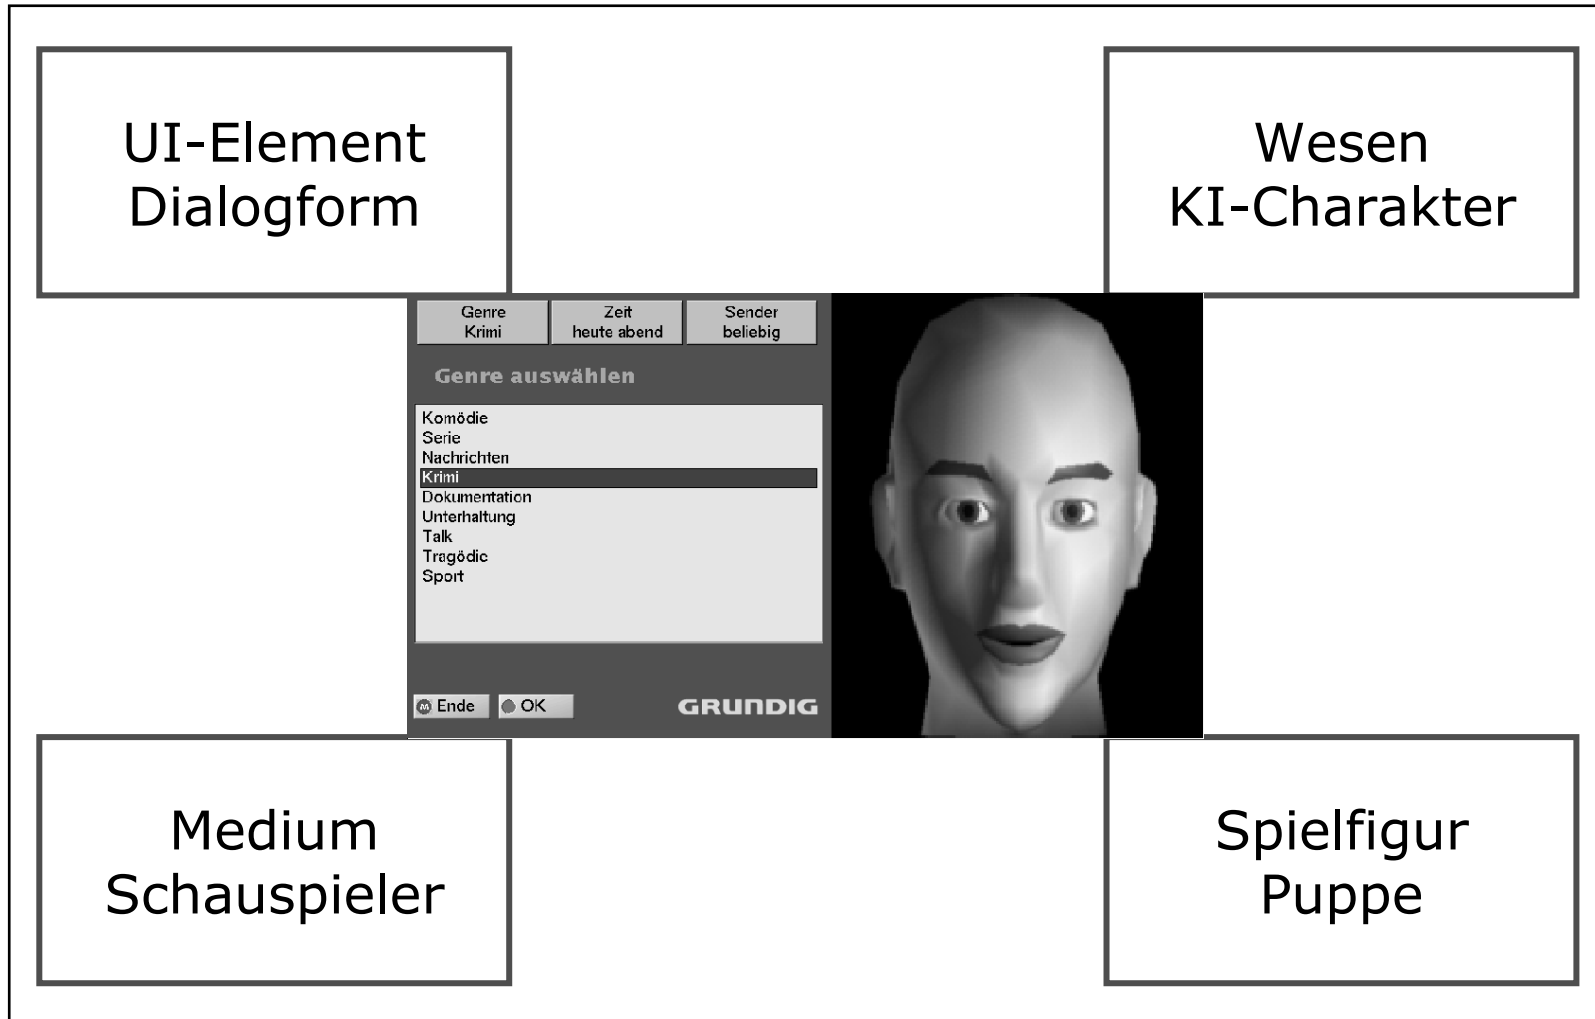 UI-Element
Dialogform
Wesen
KI-Charakter
Genre
Krimi
Zeit
heute abend
Sender
beliebig
Genre auswählen
Komödie
Serie
Nachrichten
Krimi
Dokumentation
Unterhaltung
Talk
Tragödie
Sport
M Ende
OK
GRUNDIG
Medium
Schauspieler
Spielfigur
Puppe